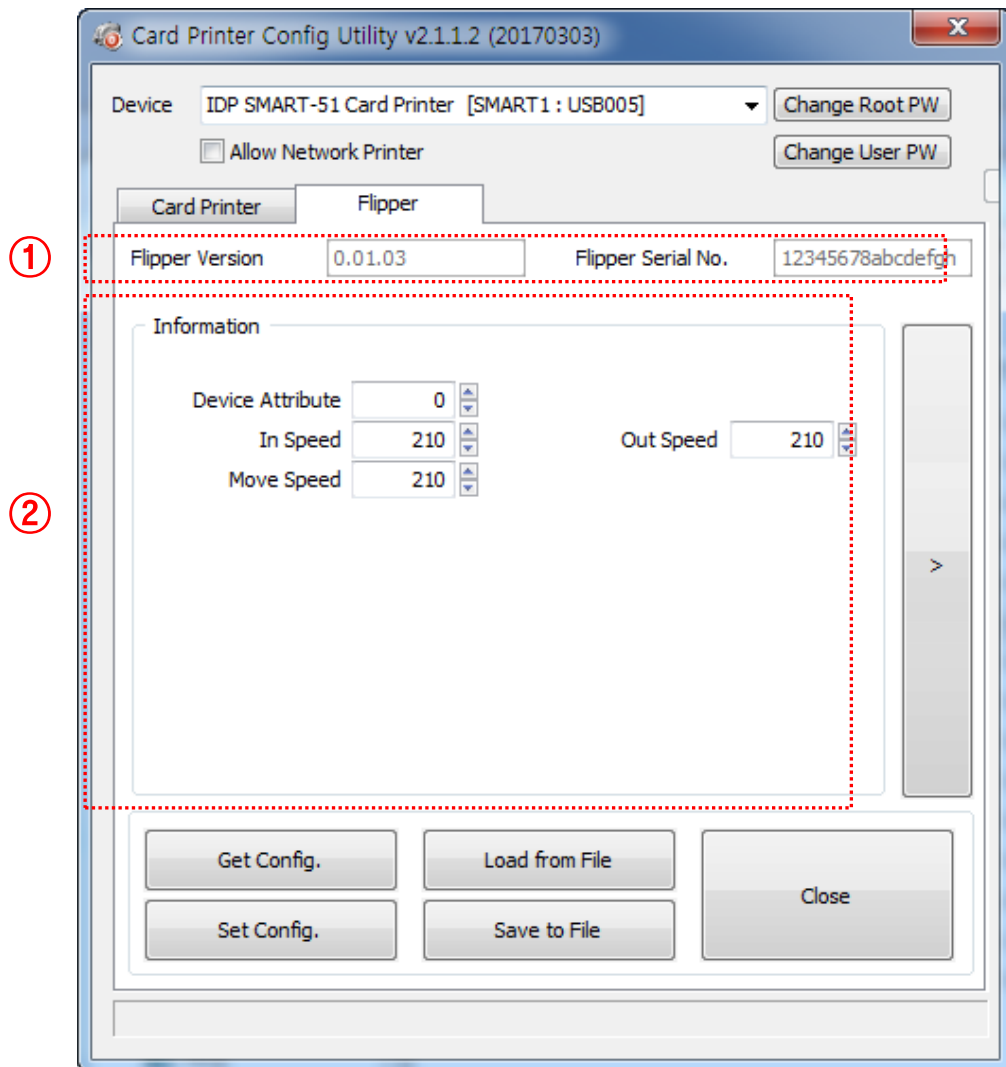 Card Printer Config Utility v2.1.1.2 (20170303)
x
Device IDP SMART-51 Card Printer [SMART1 : USB005] Change Root PW
Allow Network Printer Change User PW
Card Printer Flipper
①
Flipper Version 0.01.03 Flipper Serial No. 12345678abcdefgh
Information
Device Attribute 0
In Speed 210 Out Speed 210
Move Speed 210
②
>
Get Config. Load from File
Close
Set Config. Save to File